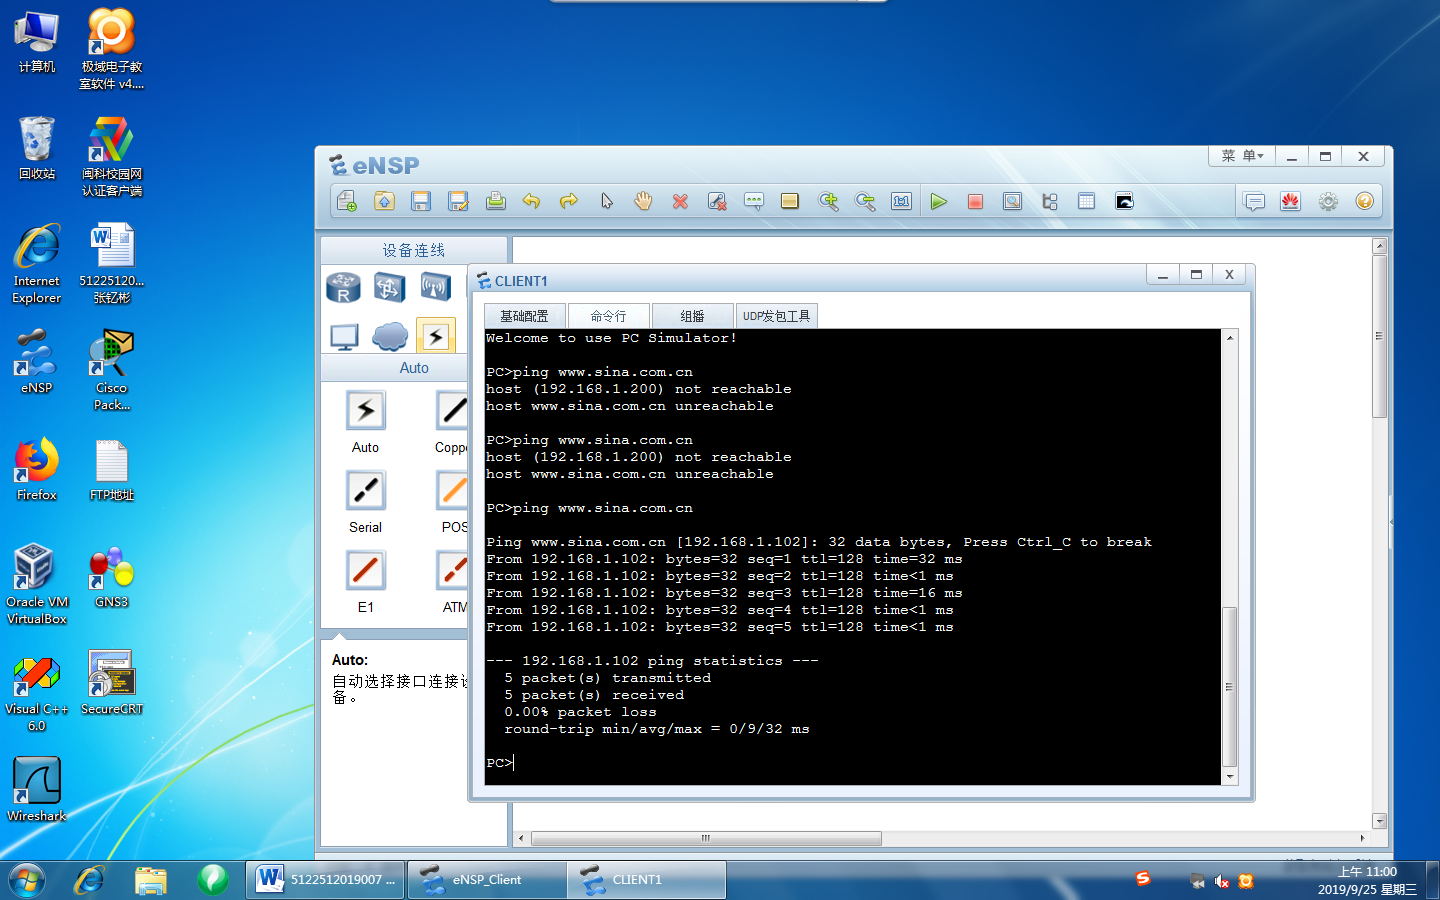 计算机
极域电子教
室软件 v4....
回收站
闽科校园网
认证客户端
Internet
Explorer
51225120...
张钇彬
eNSP
Cisco
Pack...
Firefox
FTP地址
Oracle VM
VirtualBox
GNS3
Visual C++
6.0
SecureCRT
Wireshark
eNSP
菜 单
设备连线
Auto
Auto
Coppe
Serial
POS
E1
ATM
Auto:
自动选择接口连接设
备。
CLIENT1
基础配置
命令行
组播
UDP发包工具
Welcome to use PC Simulator!
PC>ping www.sina.com.cn
host (192.168.1.200) not reachable
host www.sina.com.cn unreachable
PC>ping www.sina.com.cn
host (192.168.1.200) not reachable
host www.sina.com.cn unreachable
PC>ping www.sina.com.cn
Ping www.sina.com.cn [192.168.1.102]: 32 data bytes, Press Ctrl_C to break
From 192.168.1.102: bytes=32 seq=1 ttl=128 time=32 ms
From 192.168.1.102: bytes=32 seq=2 ttl=128 time<1 ms
From 192.168.1.102: bytes=32 seq=3 ttl=128 time=16 ms
From 192.168.1.102: bytes=32 seq=4 ttl=128 time<1 ms
From 192.168.1.102: bytes=32 seq=5 ttl=128 time<1 ms
--- 192.168.1.102 ping statistics ---
5 packet(s) transmitted
5 packet(s) received
0.00% packet loss
round-trip min/avg/max = 0/9/32 ms
PC>
5122512019007 ...
eNSP_Client
CLIENT1
上午 11:00
2019/9/25 星期三